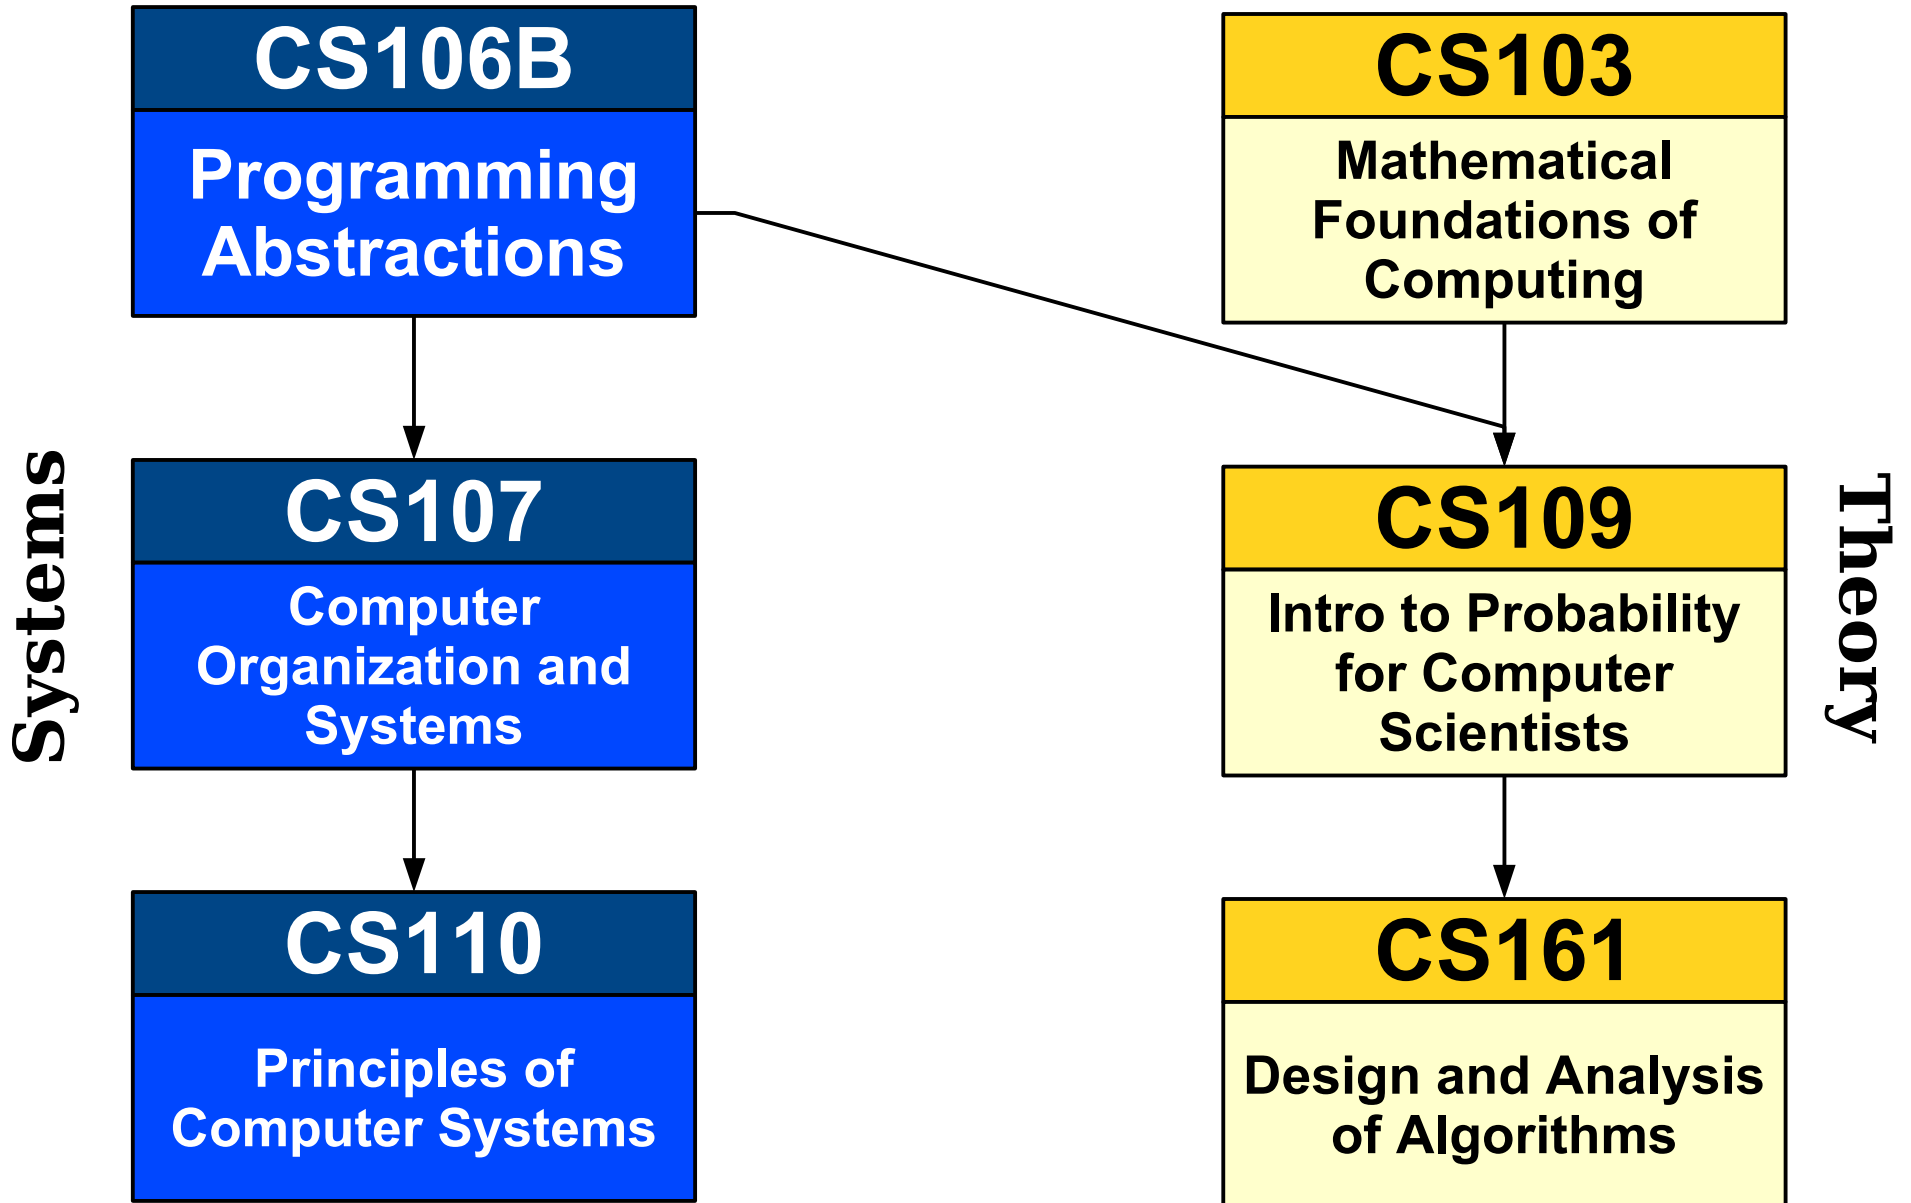 CS106B
Programming
Abstractions
CS103
Mathematical
Foundations of
Computing
Systems
CS107
Computer
Organization and
Systems
CS109
Intro to Probability
for Computer
Scientists
Theory
CS110
Principles of
Computer Systems
CS161
Design and Analysis
of Algorithms